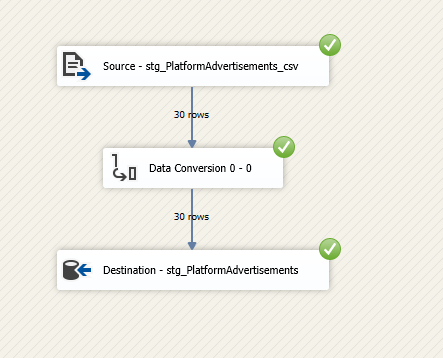 Source - stg_PlatformAdvertisements_csv
30 rows
Data Conversion 0 - 0
30 rows
Destination - stg_PlatformAdvertisements